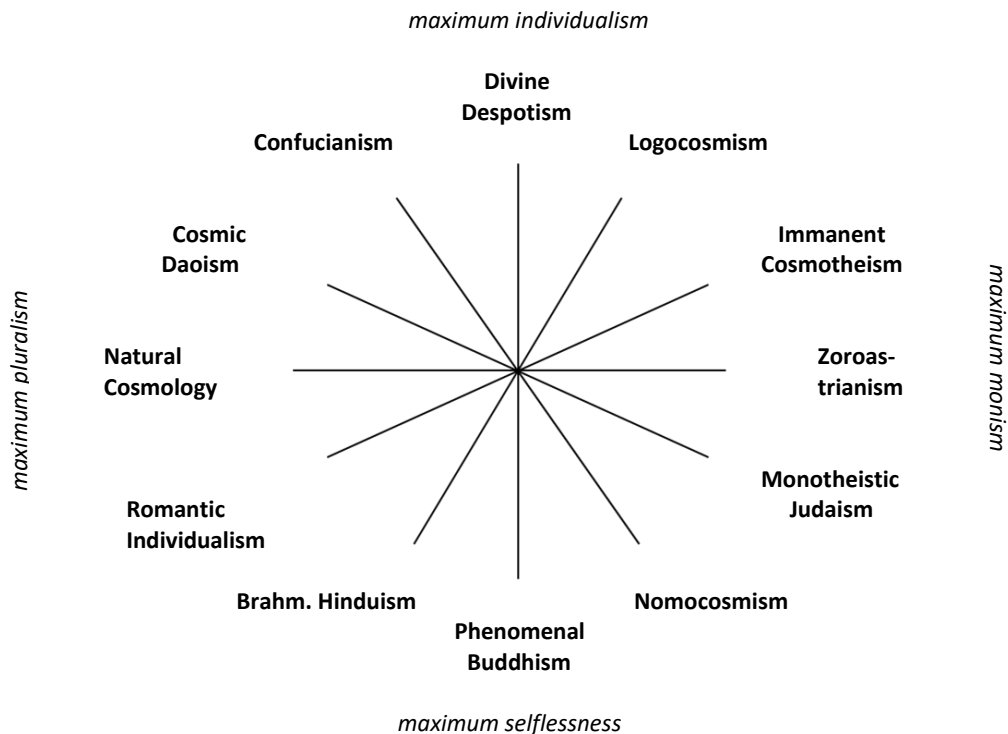 maximum individualism
Divine
Despotism
Confucianism
Logocosmism
Cosmic
Daoism
Immanent
Cosmotheism
maximum pluralism
Natural
Cosmology
Zoroas-
trianism
maximum monism
Romantic
Individualism
Monotheistic
Judaism
Brahm. Hinduism
Nomocosmism
Phenomenal
Buddhism
maximum selflessness